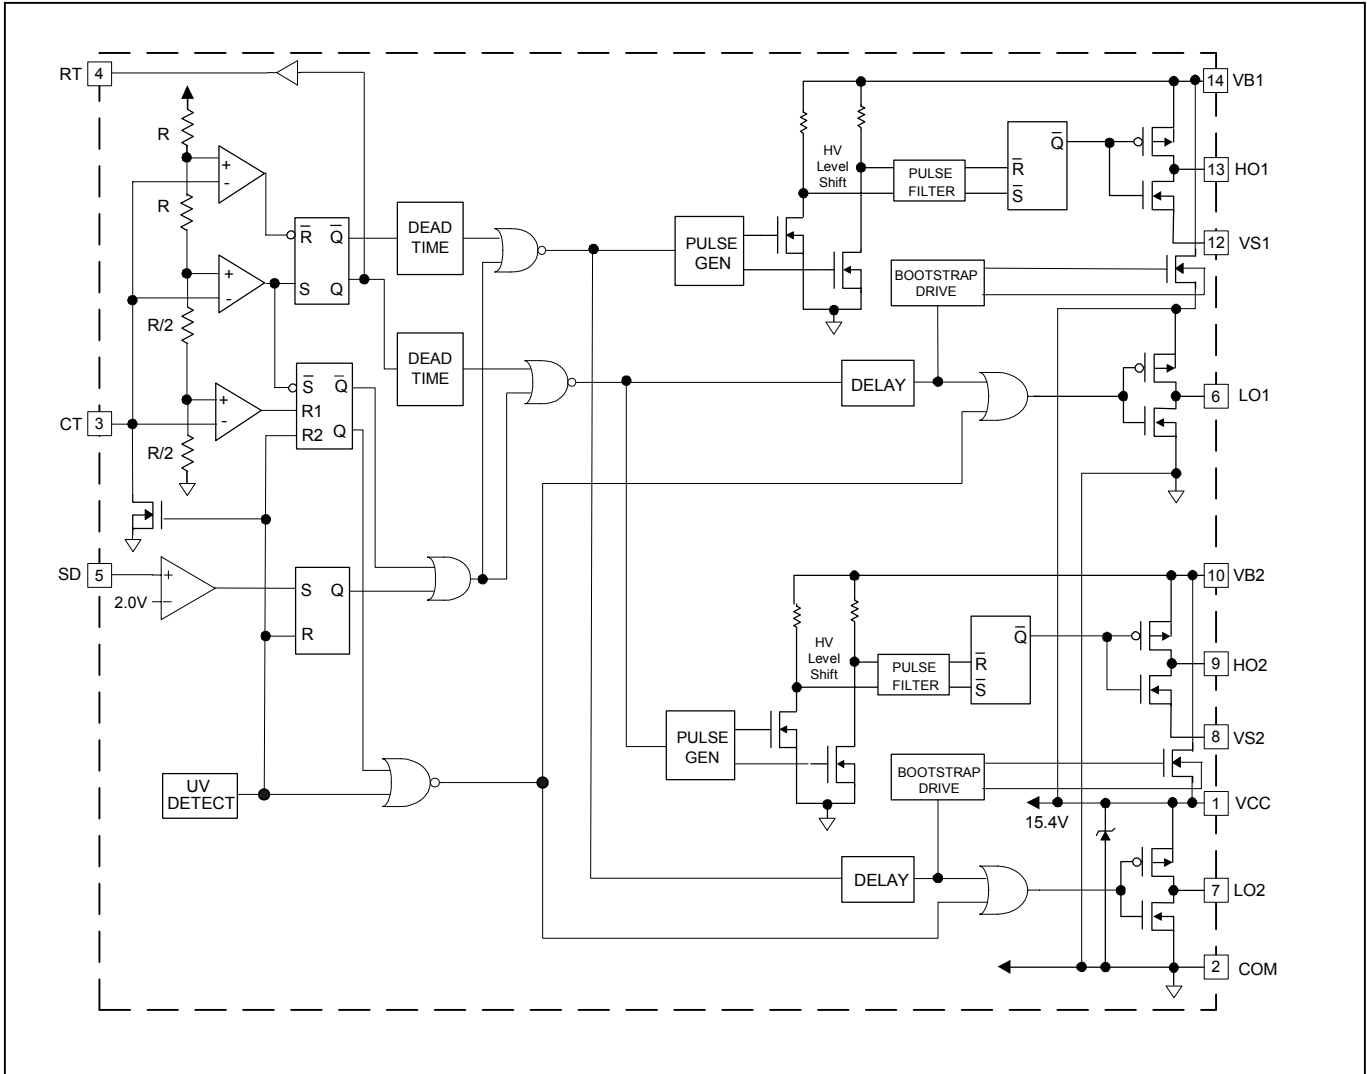 RT 4
14 VB1
R
HV
Level
Shift
Q̅
PULSE
FILTER
R̅
S̅
13 HO1
R
R̅ Q̅
S Q
DEAD
TIME
PULSE
GEN
12 VS1
BOOTSTRAP
DRIVE
R/2
DEAD
TIME
S̅ Q̅
R1
R2 Q
DELAY
6 LO1
CT 3
R/2
SD 5
2.0V
S Q
R
10 VB2
HV
Level
Shift
Q̅
PULSE
FILTER
R̅
S̅
9 HO2
PULSE
GEN
8 VS2
UV
DETECT
BOOTSTRAP
DRIVE
15.4V
1 VCC
DELAY
7 LO2
2 COM
+
-
+
-
+
-
+
-